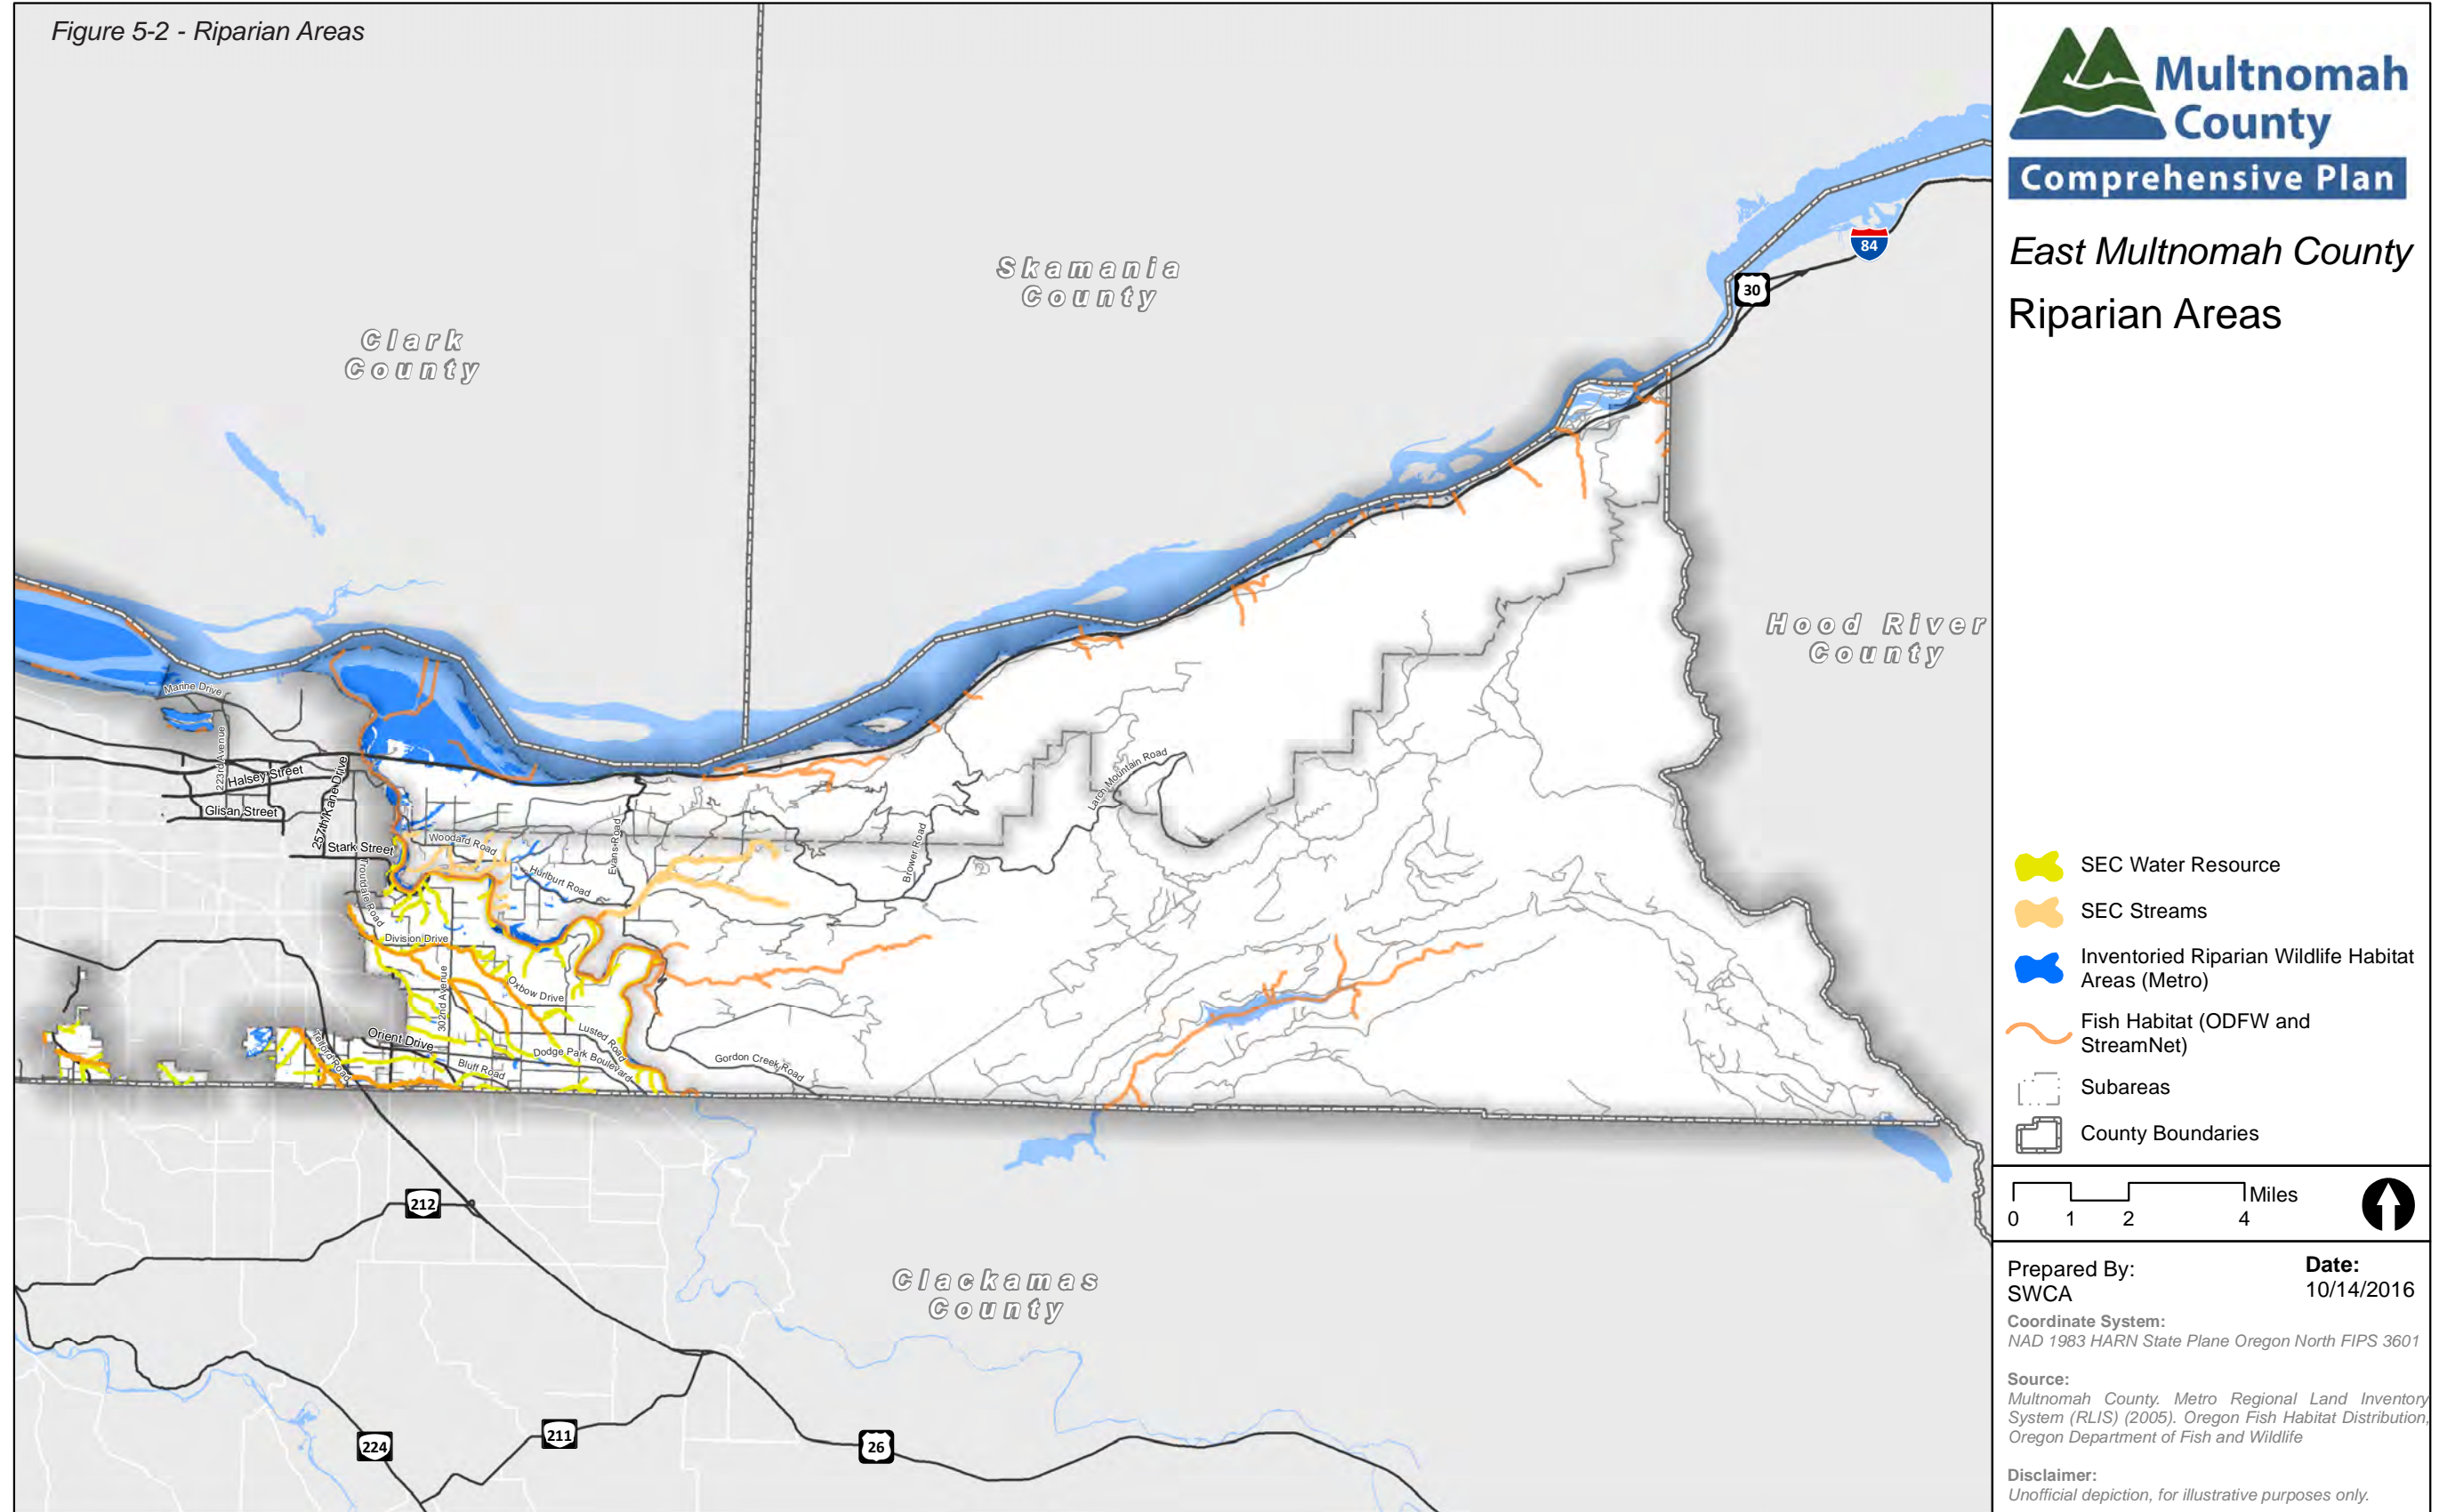 Figure 5-2 - Riparian Areas
Multnomah
County
Comprehensive Plan
East Multnomah County
Riparian Areas
84
30
Skamania
County
Clark
County
Hood River
County
Marine Drive
223rd Avenue
Halsey Street
Glisan Street
257th/Kane Drive
Stark Street
Troutdale Road
Woodard Road
Evans Road
Hurlburt Road
Brower Road
Larch Mountain Road
Division Drive
302nd Avenue
Oxbow Drive
Lusted Road
Orient Drive
Telford Road
Bluff Road
Dodge Park Boulevard
Gordon Creek Road
212
Clackamas
County
224
211
26
SEC Water Resource
SEC Streams
Inventoried Riparian Wildlife Habitat
Areas (Metro)
Fish Habitat (ODFW and
StreamNet)
Subareas
County Boundaries
Miles
0 1 2 4
Prepared By:
SWCA
Date:
10/14/2016
Coordinate System:
NAD 1983 HARN State Plane Oregon North FIPS 3601
Source:
Multnomah County. Metro Regional Land Inventory
System (RLIS) (2005). Oregon Fish Habitat Distribution,
Oregon Department of Fish and Wildlife
Disclaimer:
Unofficial depiction, for illustrative purposes only.